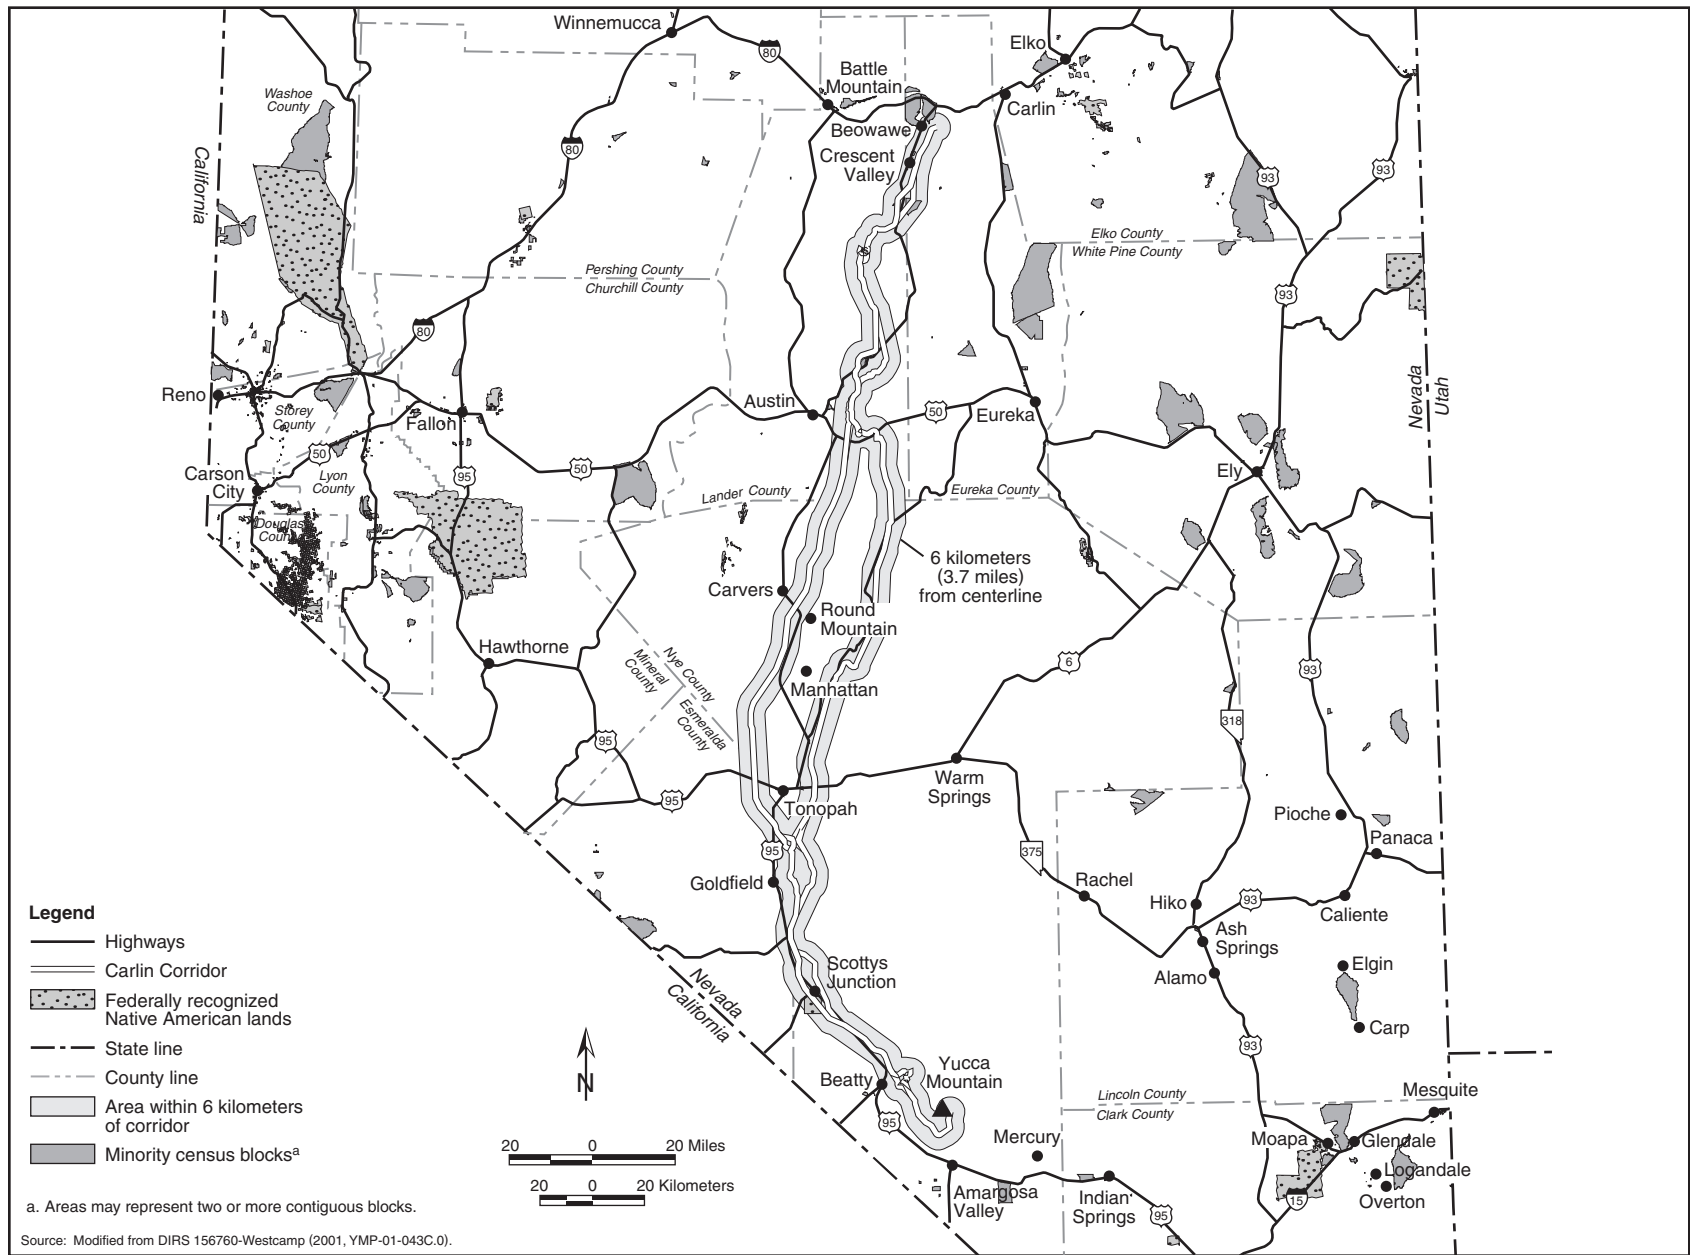 Winnemucca
80
Elko
Battle
Mountain
Carlin
Washoe
County
Beowawe
80
Crescent
Valley
California
93
93
Elko County
White Pine County
Pershing County
Churchill County
93
80
Reno
Storey
County
Fallon
Austin
50
Eureka
Nevada
Utah
50
Carson
City
Lyon
County
95
50
Ely
Lander County
Eureka County
Douglas
County
6 kilometers
(3.7 miles)
from centerline
Carvers
Round
Mountain
Hawthorne
Nye County
Mineral
County
Esmeralda
County
Manhattan
6
93
318
95
Warm
Springs
95
Tonopah
Pioche
Panaca
95
375
Goldfield
Rachel
Hiko
93
Caliente
Ash
Springs
Alamo
Elgin
Scottys
Junction
Nevada
California
Carp
93
Legend
Highways
Carlin Corridor
Federally recognized
Native American lands
State line
County line
Area within 6 kilometers
of corridor
Minority census blocksa
N
Beatty
Yucca
Mountain
Lincoln County
Clark County
Mesquite
95
Mercury
Moapa
Glendale
Logandale
Overton
15
20 0 20 Miles
20 0 20 Kilometers
Amargosa
Valley
Indian
Springs
95
a. Areas may represent two or more contiguous blocks.
Source: Modified from DIRS 156760-Westcamp (2001, YMP-01-043C.0).